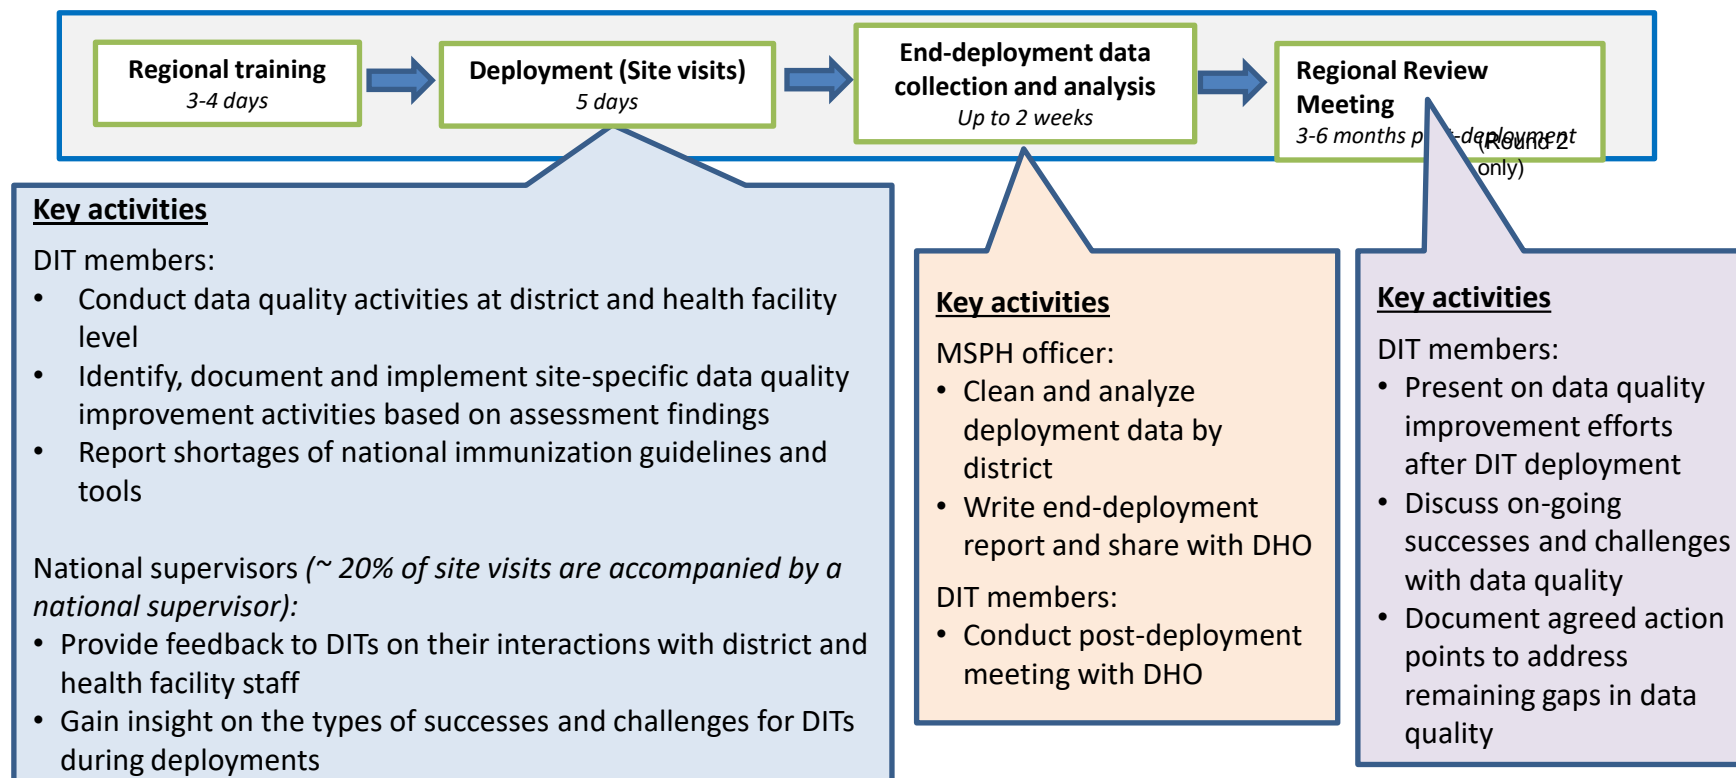 Regional training
3-4 days
Deployment (Site visits)
5 days
End-deployment data
collection and analysis
Up to 2 weeks
Regional Review
Meeting
3-6 months post-deployment
(Round 2
only)
Key activities
DIT members:
• Conduct data quality activities at district and health facility
level
• Identify, document and implement site-specific data quality
improvement activities based on assessment findings
• Report shortages of national immunization guidelines and
tools
National supervisors (~ 20% of site visits are accompanied by a
national supervisor):
• Provide feedback to DITs on their interactions with district and
health facility staff
• Gain insight on the types of successes and challenges for DITs
during deployments
Key activities
MSPH officer:
• Clean and analyze
deployment data by
district
• Write end-deployment
report and share with DHO
DIT members:
• Conduct post-deployment
meeting with DHO
Key activities
DIT members:
• Present on data quality
improvement efforts
after DIT deployment
• Discuss on-going
successes and challenges
with data quality
• Document agreed action
points to address
remaining gaps in data
quality